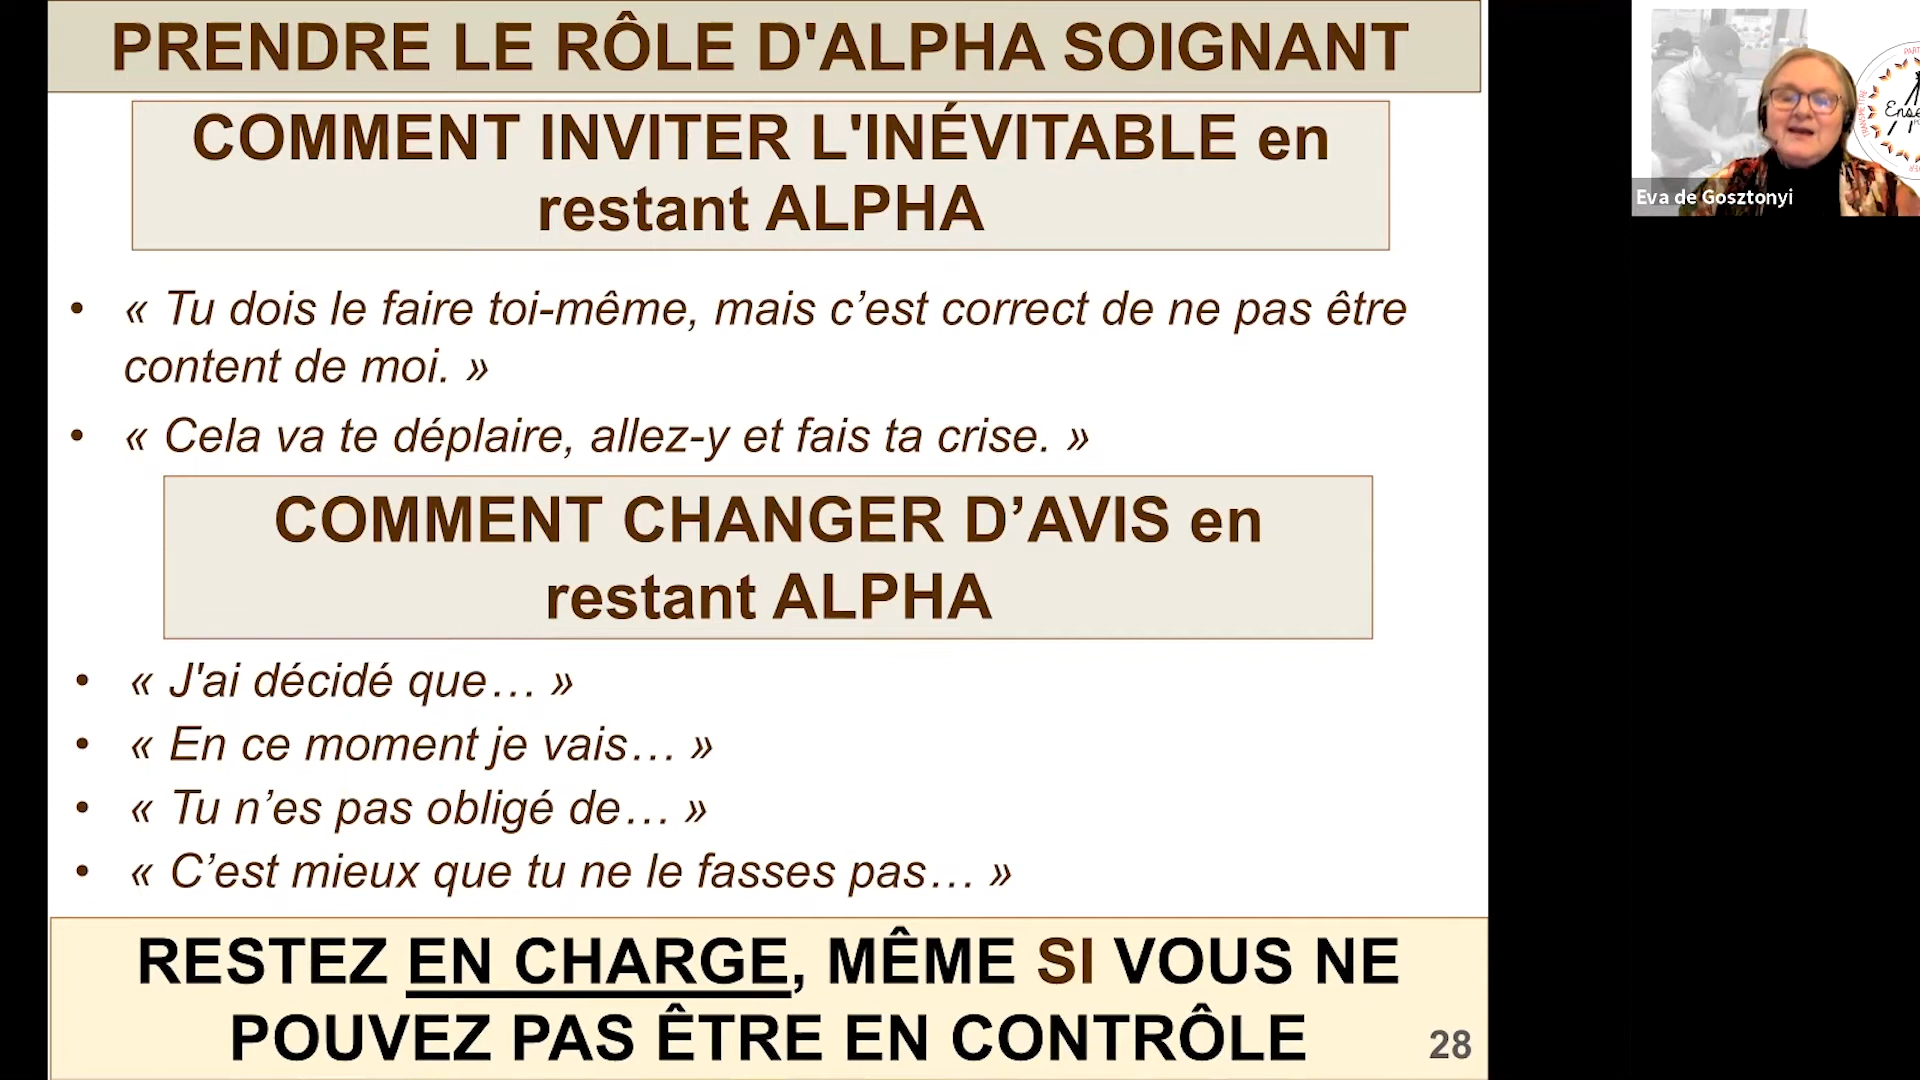 PRENDRE LE RÔLE D'ALPHA SOIGNANT
COMMENT INVITER L'INÉVITABLE en
restant ALPHA
• « Tu dois le faire toi-même, mais c’est correct de ne pas être
content de moi. »
• « Cela va te déplaire, allez-y et fais ta crise. »
COMMENT CHANGER D’AVIS en
restant ALPHA
• « J'ai décidé que… »
• « En ce moment je vais… »
• « Tu n’es pas obligé de… »
• « C’est mieux que tu ne le fasses pas… »
RESTEZ EN CHARGE, MÊME SI VOUS NE
POUVEZ PAS ÊTRE EN CONTRÔLE
28
Eva de Gosztonyi